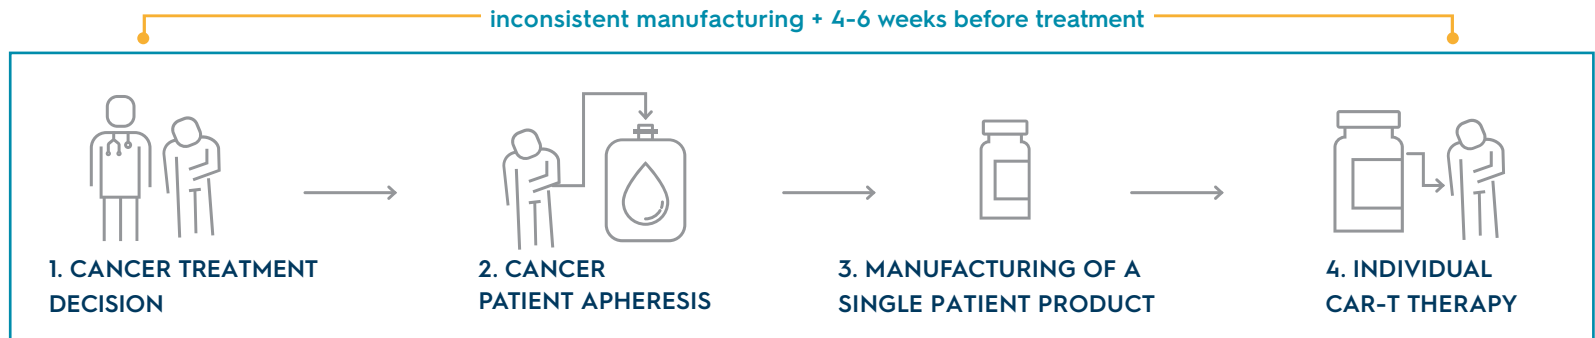 inconsistent manufacturing + 4-6 weeks before treatment
1. CANCER TREATMENT
DECISION
2. CANCER
PATIENT APHERESIS
3. MANUFACTURING OF A
SINGLE PATIENT PRODUCT
4. INDIVIDUAL
CAR-T THERAPY